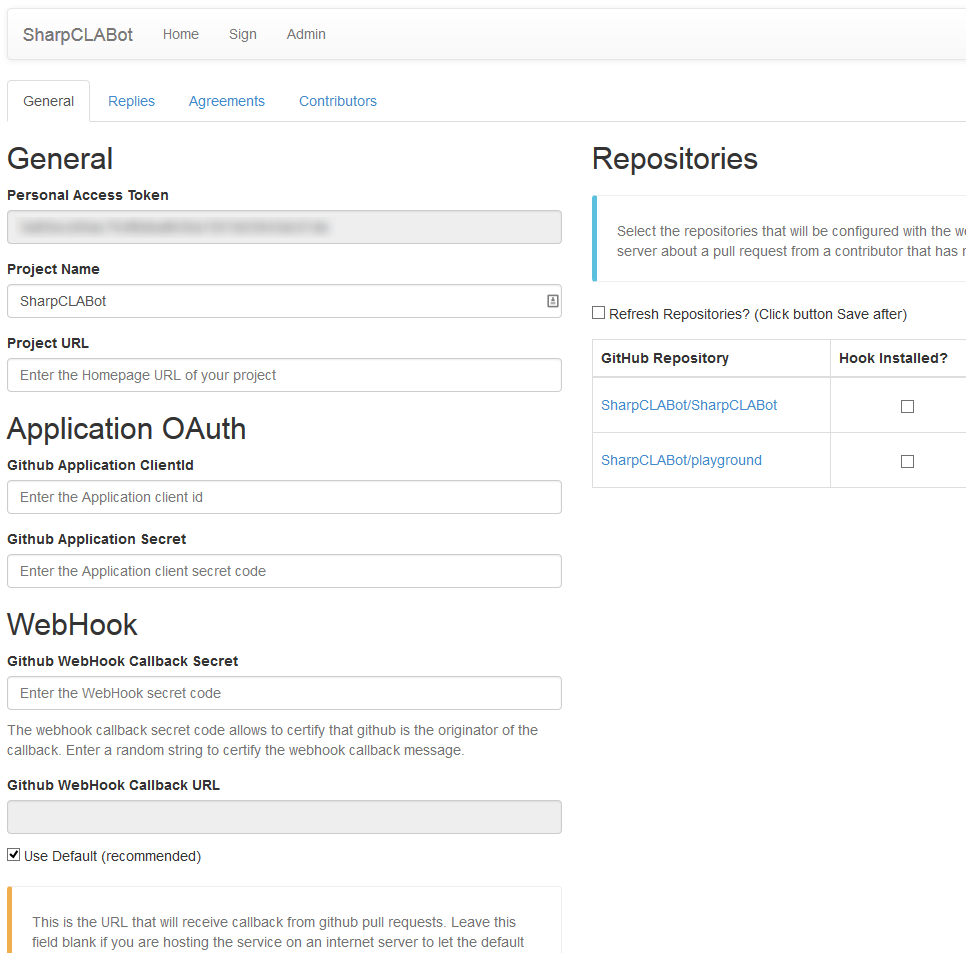 SharpCLABot Home Sign Admin
General Replies Agreements Contributors
General
Personal Access Token
Project Name
SharpCLABot
Project URL
Enter the Homepage URL of your project
Application OAuth
Github Application ClientId
Enter the Application client id
Github Application Secret
Enter the Application client secret code
WebHook
Github WebHook Callback Secret
Enter the WebHook secret code
The webhook callback secret code allows to certify that github is the originator of the
callback. Enter a random string to certify the webhook callback message.
Github WebHook Callback URL
Use Default (recommended)
This is the URL that will receive callback from github pull requests. Leave this
field blank if you are hosting the service on an internet server to let the default
Repositories
Select the repositories that will be configured with the
server about a pull request from a contributor that has
Refresh Repositories? (Click button Save after)
GitHub Repository Hook Installed?
SharpCLABot/SharpCLABot
SharpCLABot/playground